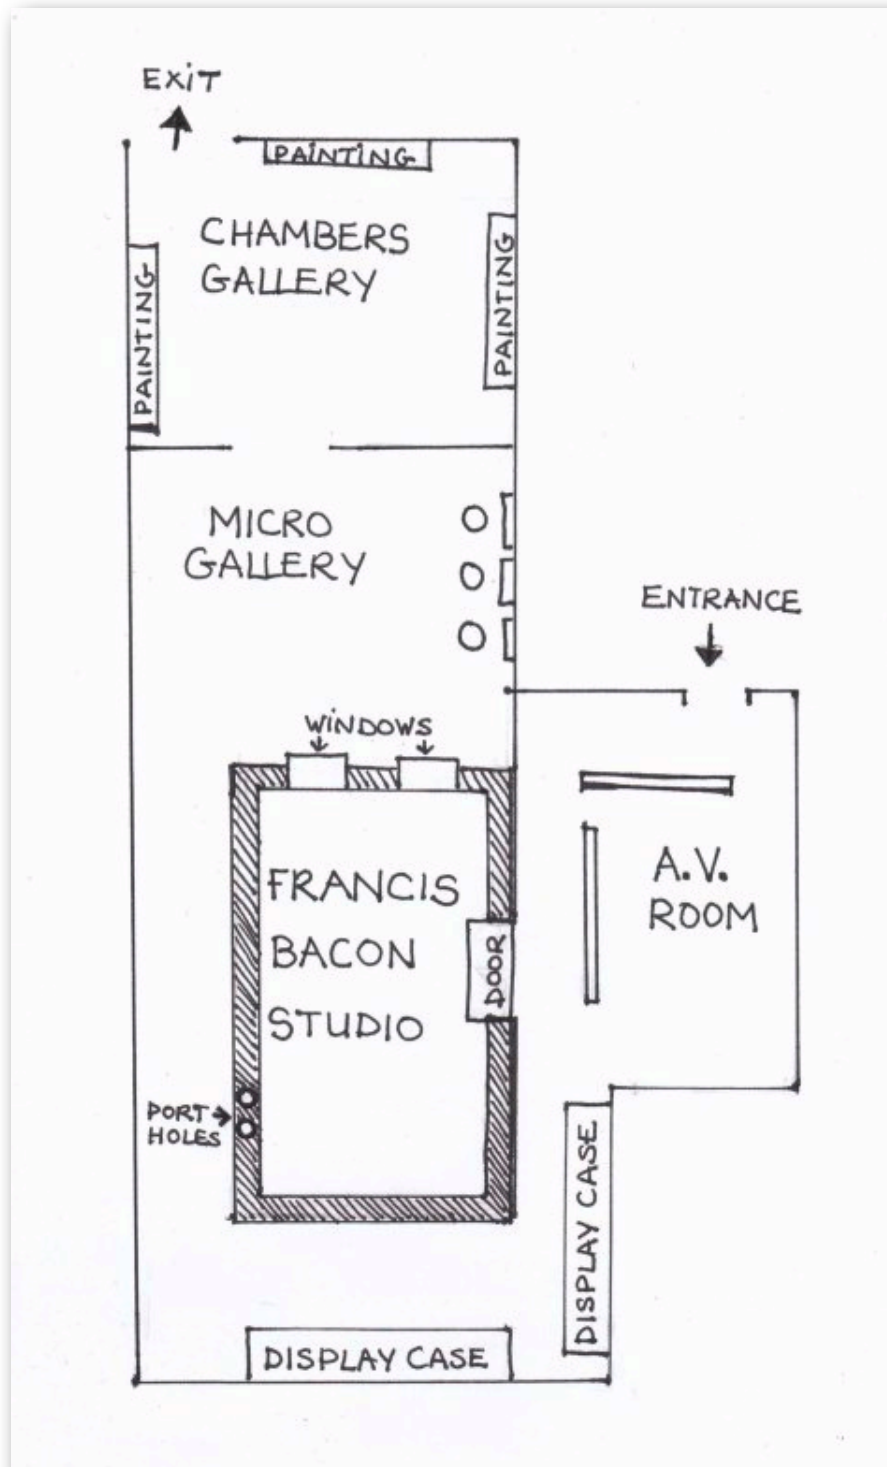 EXIT
PAINTING
CHAMBERS
GALLERY
PAINTING
PAINTING
MICRO
GALLERY
ENTRANCE
WINDOWS
A.V.
ROOM
FRANCIS
BACON
STUDIO
DOOR
PORT
HOLES
DISPLAY CASE
DISPLAY CASE